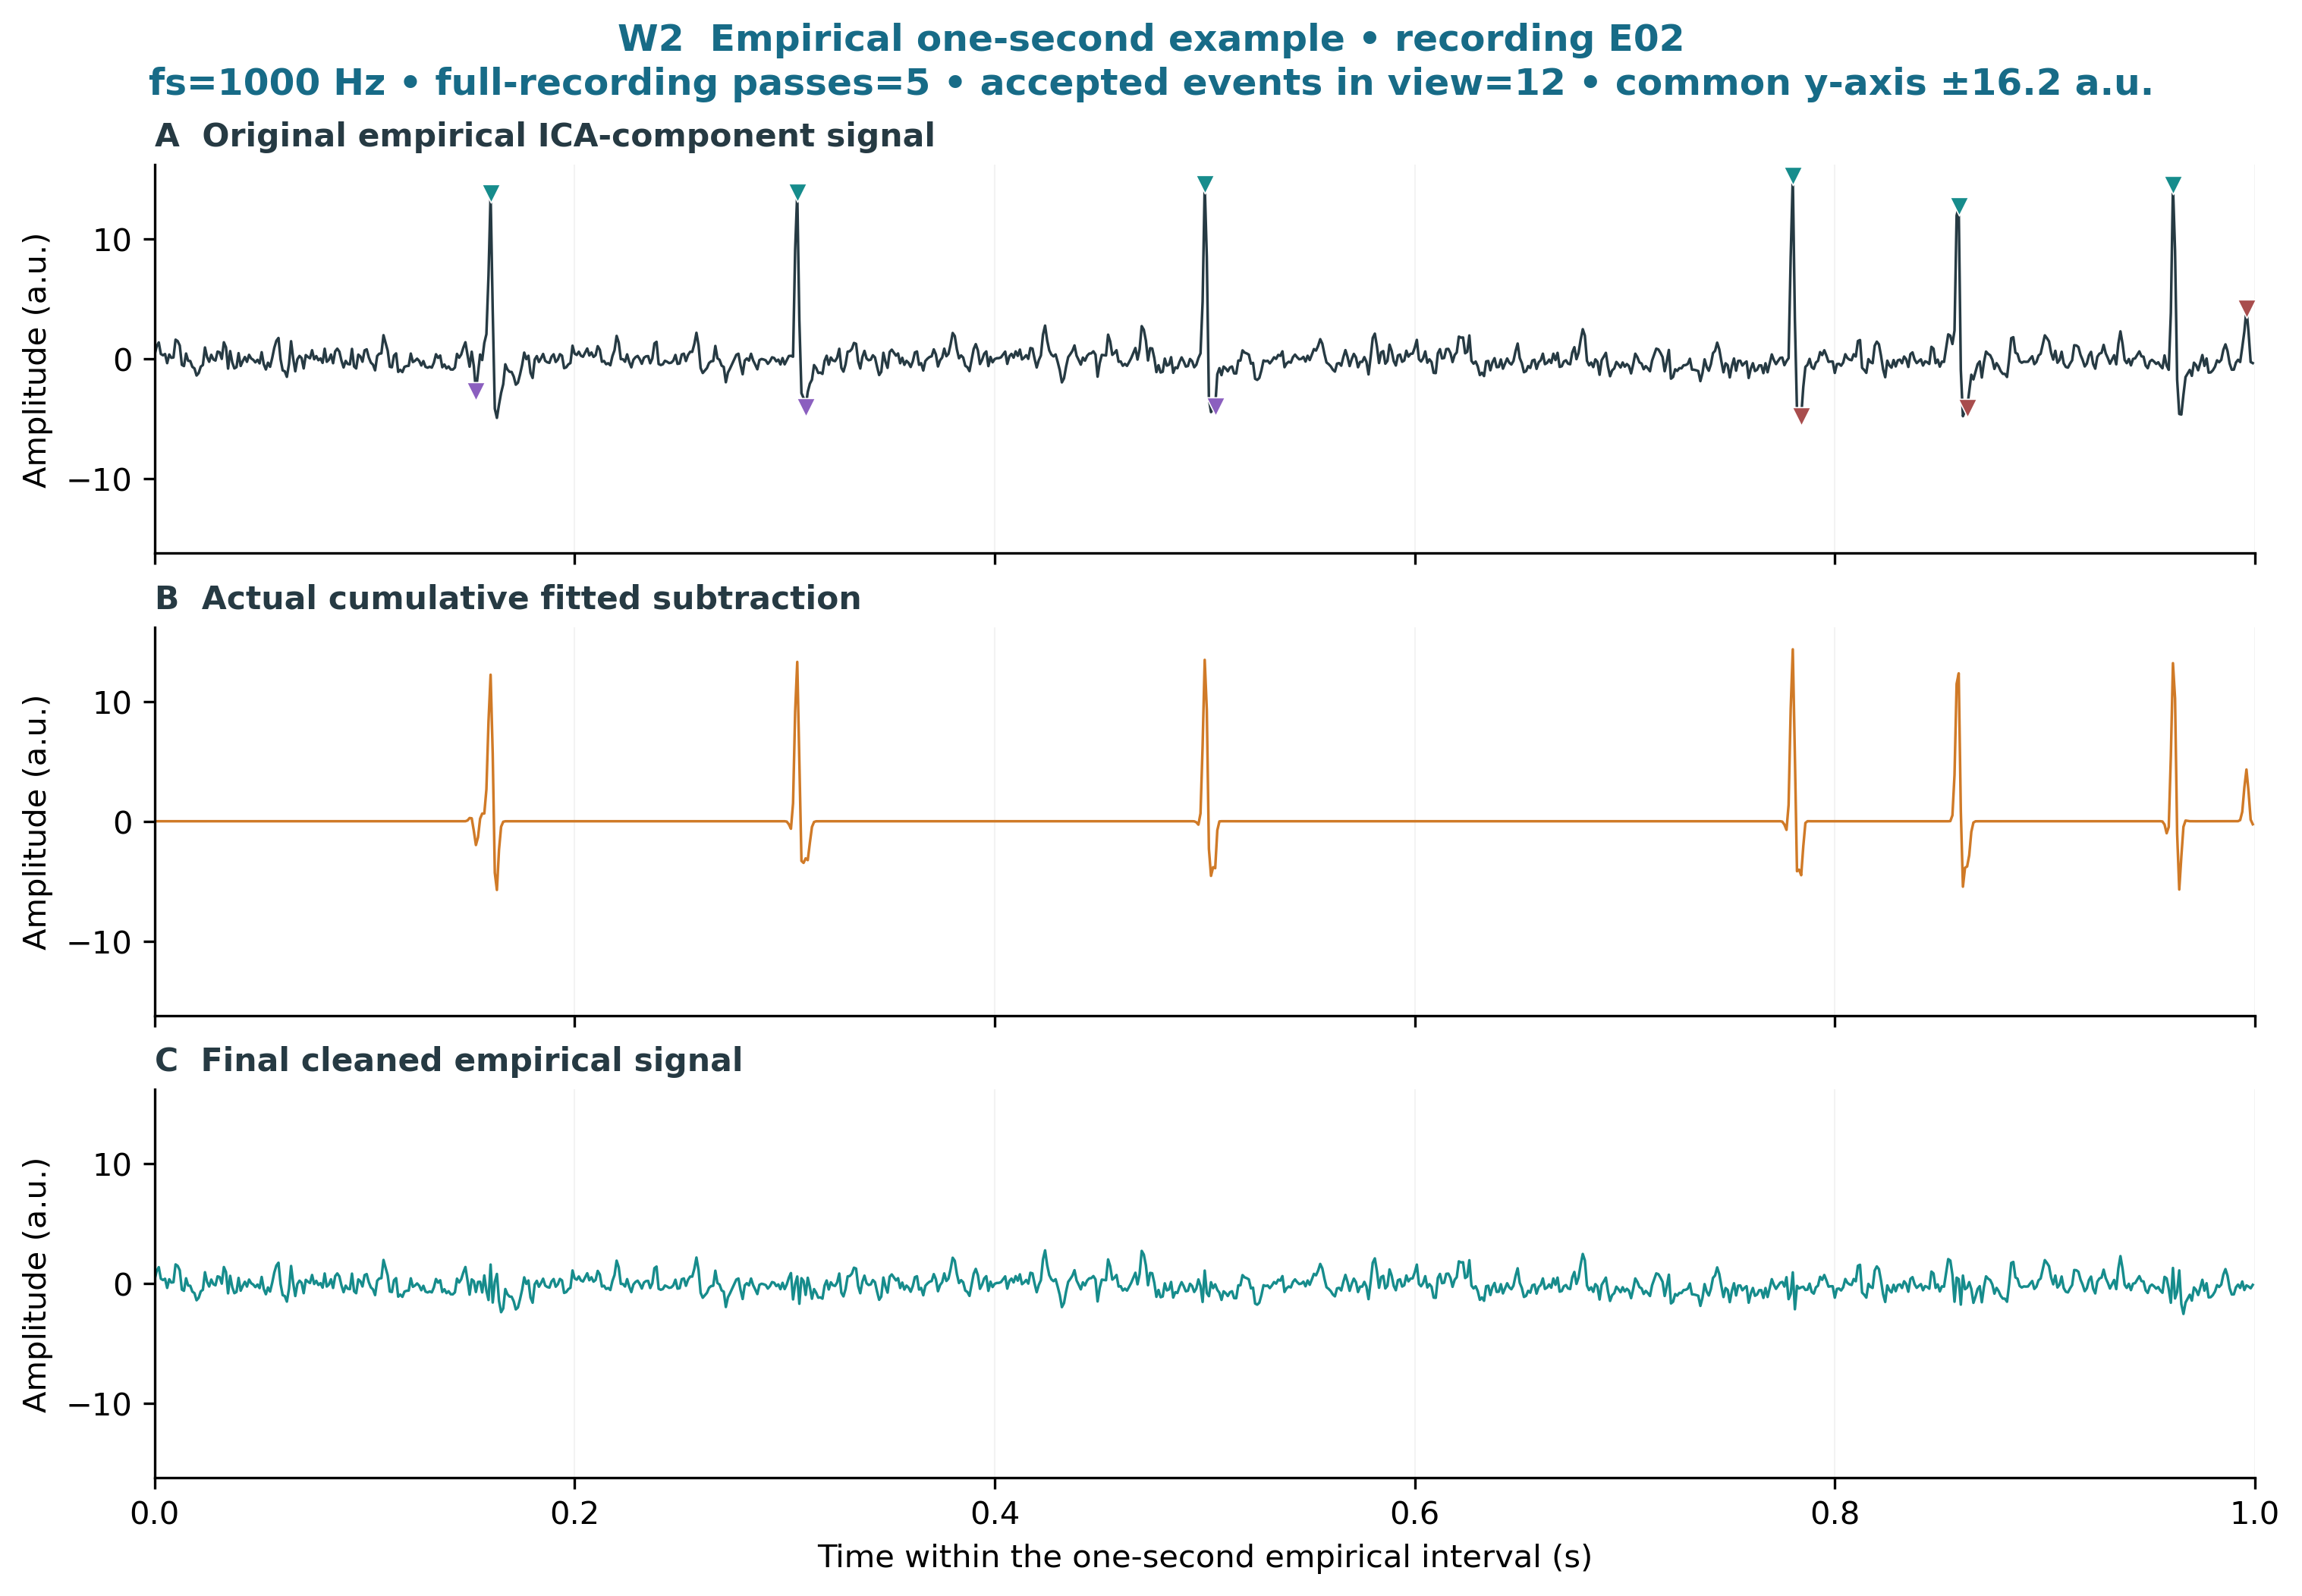 W2  Empirical one-second example • recording E02
fs=1000 Hz • full-recording passes=5 • accepted events in view=12 • common y-axis ±16.2 a.u.
A  Original empirical ICA-component signal
Amplitude (a.u.)
10
0
−10
B  Actual cumulative fitted subtraction
Amplitude (a.u.)
10
0
−10
C  Final cleaned empirical signal
Amplitude (a.u.)
10
0
−10
0.0 0.2 0.4 0.6 0.8 1.0
Time within the one-second empirical interval (s)